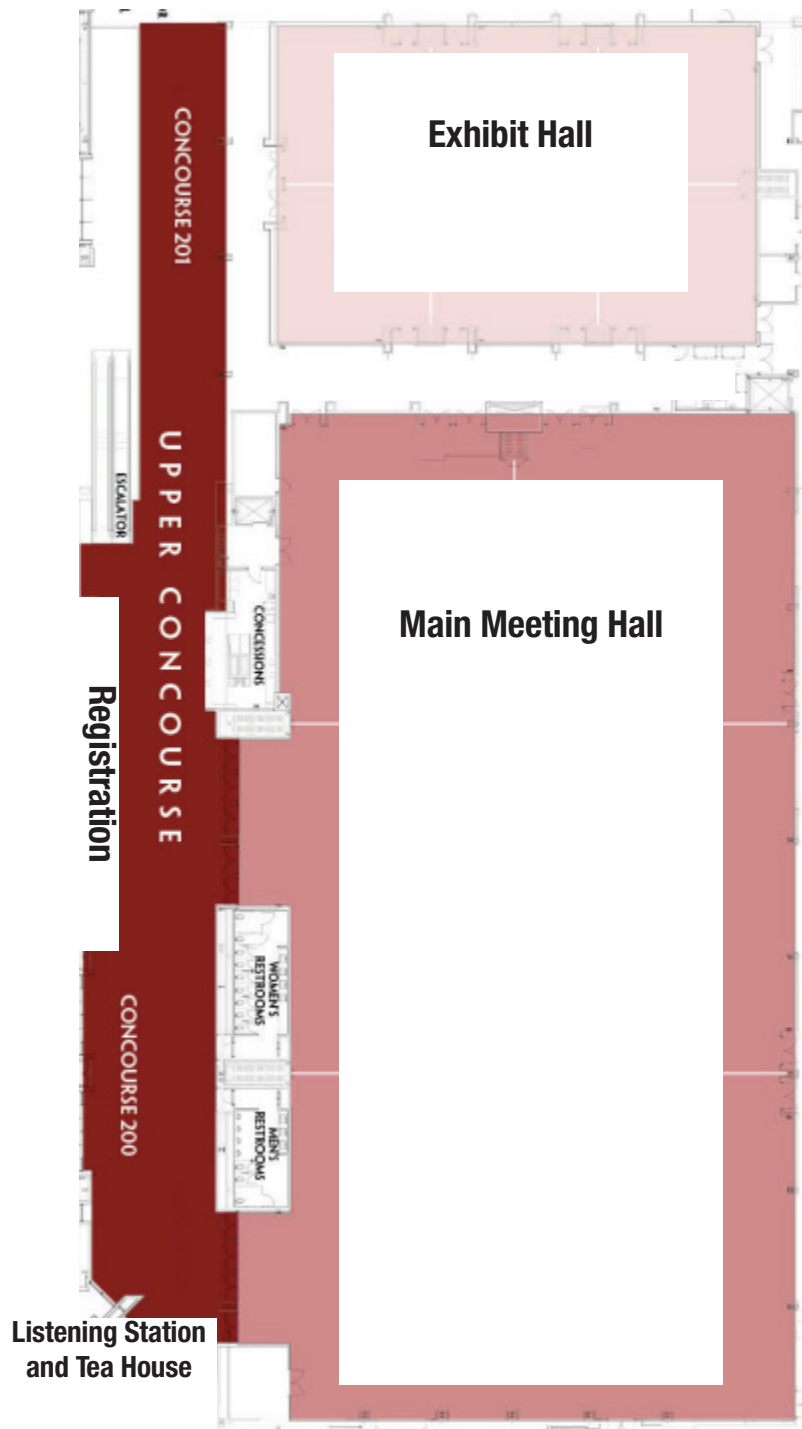 Exhibit Hall
CONCOURSE 201
UPPER CONCOURSE
ESCALATOR
CONCESSIONS
Main Meeting Hall
Registration
WOMEN'S
RESTROOMS
CONCOURSE 200
MEN'S
RESTROOMS
Listening Station
and Tea House